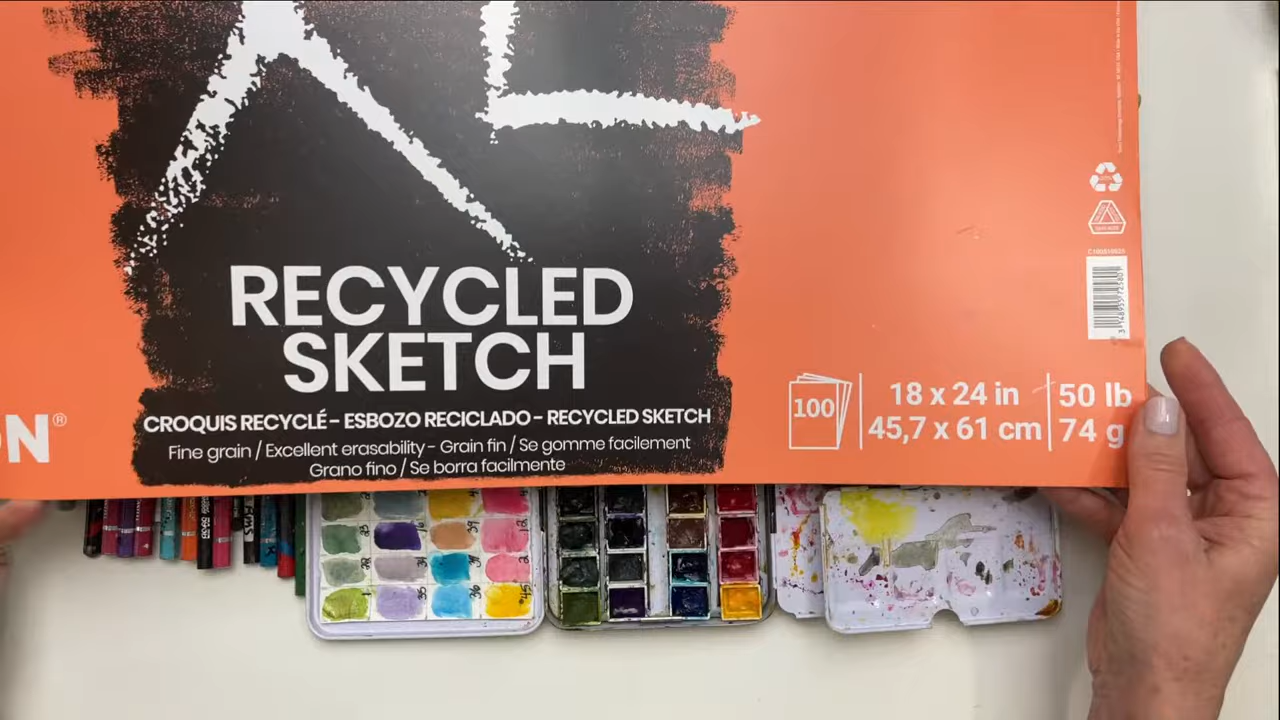 XL
RECYCLED
SKETCH
CROQUIS RECYCLÉ - ESBOZO RECICLADO - RECYCLED SKETCH
Fine grain / Excellent erasability - Grain fin / Se gomme facilement
Grano fino / Se borra facilmente
ON®
100
18 x 24 in
45,7 x 61 cm
50 lb
74 g